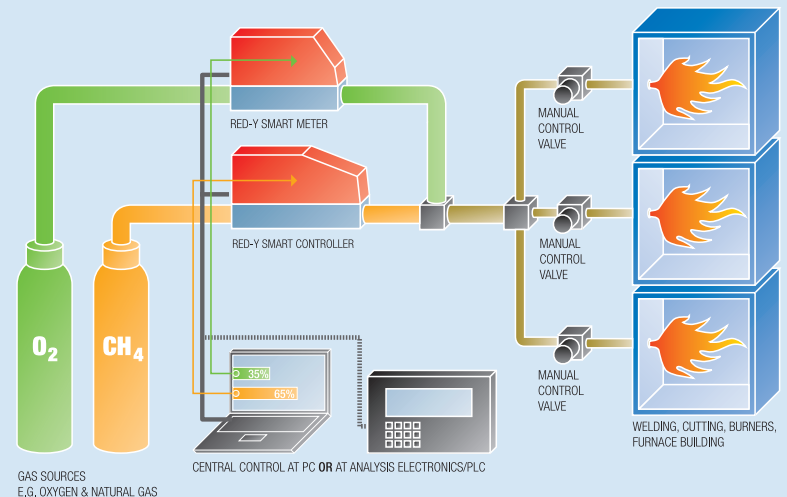 RED-Y SMART METER
MANUAL
CONTROL
VALVE
RED-Y SMART CONTROLLER
MANUAL
CONTROL
VALVE
O2
CH4
35%
65%
MANUAL
CONTROL
VALVE
WELDING, CUTTING, BURNERS,
FURNACE BUILDING
CENTRAL CONTROL AT PC OR AT ANALYSIS ELECTRONICS/PLC
GAS SOURCES
E,G, OXYGEN & NATURAL GAS